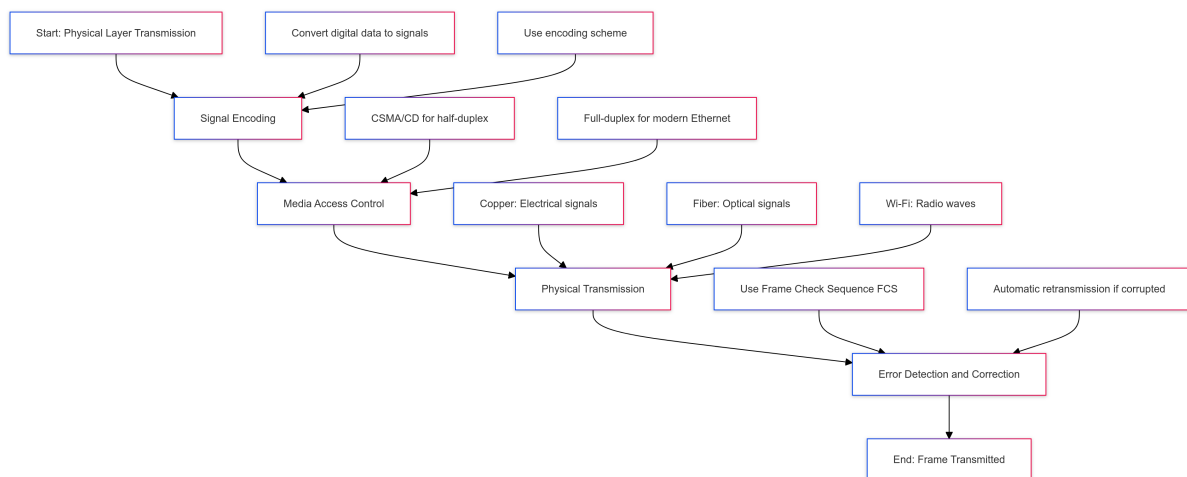 Start: Physical Layer Transmission
Convert digital data to signals
Use encoding scheme
Signal Encoding
CSMA/CD for half-duplex
Full-duplex for modern Ethernet
Media Access Control
Copper: Electrical signals
Fiber: Optical signals
Wi-Fi: Radio waves
Physical Transmission
Use Frame Check Sequence FCS
Automatic retransmission if corrupted
Error Detection and Correction
End: Frame Transmitted